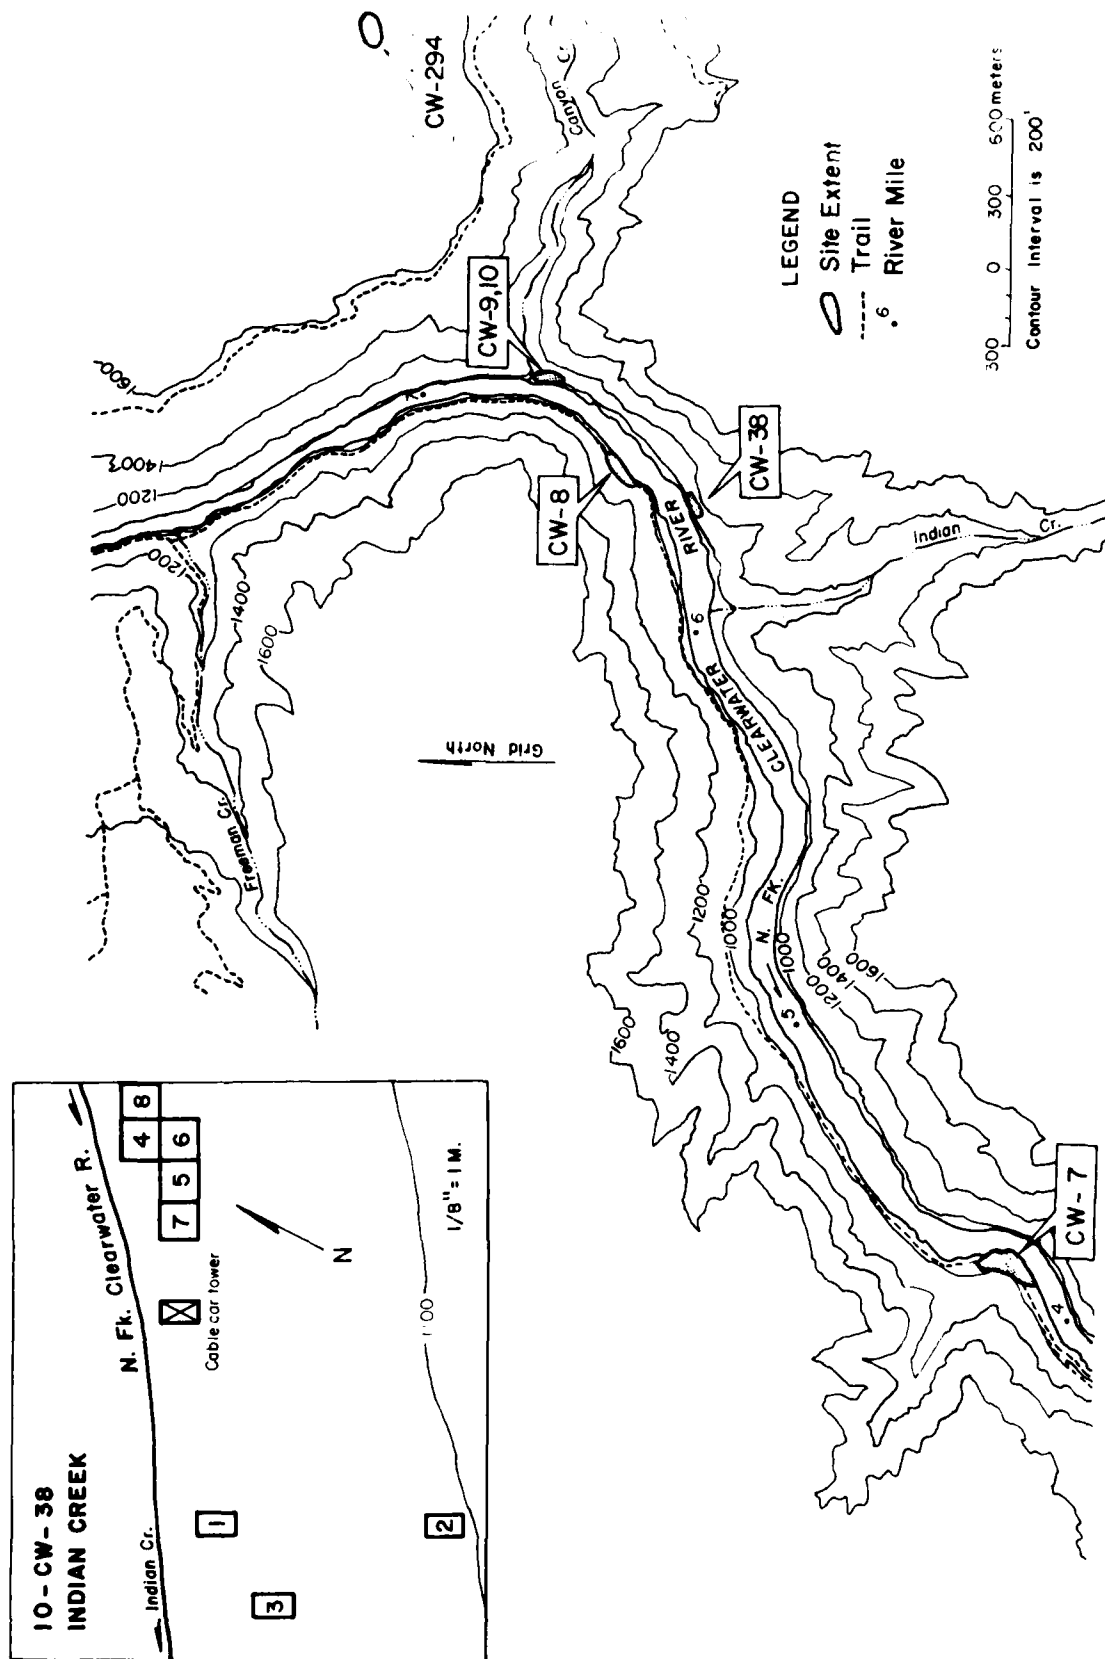 10-CW-38
INDIAN CREEK
Indian Cr.
N. Fk. Clearwater R.
1
2
3
4
8
7
5
6
Cable car tower
N
1/8" = 1 M.
CW-294
Canyon Cr
1600
1400
1200
CW-9,10
1200
1400
1600
Freeman Cr.
Grid North
CW-8
CW-38
RIVER
CLEARWATER
N. FK.
Indian Cr.
.6
.5
.4
1600
1400
1200
1000
1000
1200
1400
1600
CW-7
LEGEND
Site Extent
Trail
.6 River Mile
300 0 300 600 meters
Contour Interval is 200'